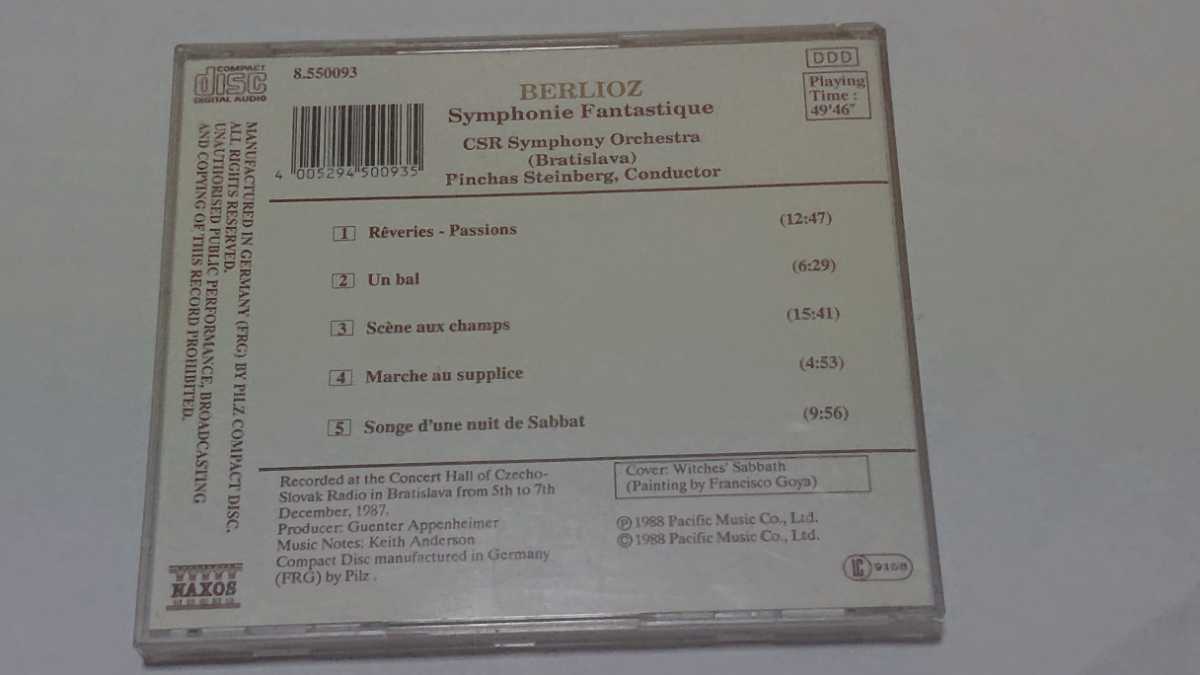 COMPACT
disc
DIGITAL AUDIO
8.550093
4 005294 500935
BERLIOZ
Symphonie Fantastique
CSR Symphony Orchestra
(Bratislava)
Pinchas Steinberg, Conductor
DDD
Playing
Time :
49'46"
MANUFACTURED IN GERMANY (FRG) BY PILZ COMPACT DISC.
ALL RIGHTS RESERVED.
UNAUTHORISED PUBLIC PERFORMANCE, BROADCASTING
AND COPYING OF THIS RECORD PROHIBITED.
1 Rêveries - Passions (12:47)
2 Un bal (6:29)
3 Scène aux champs (15:41)
4 Marche au supplice (4:53)
5 Songe d'une nuit de Sabbat (9:56)
Recorded at the Concert Hall of Czecho-
Slovak Radio in Bratislava from 5th to 7th
December, 1987.
Producer: Guenter Appenheimer
Music Notes: Keith Anderson
Compact Disc manufactured in Germany
(FRG) by Pilz .
Cover: Witches' Sabbath
(Painting by Francisco Goya)
℗ 1988 Pacific Music Co., Ltd.
© 1988 Pacific Music Co., Ltd.
NAXOS
LC 9158